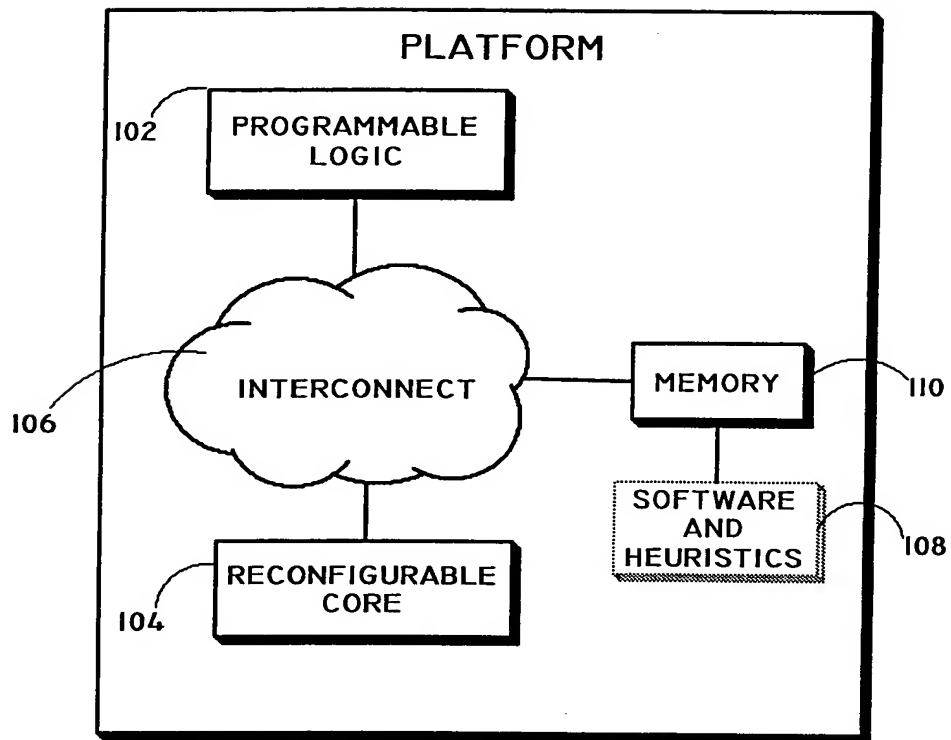 PLATFORM
102
PROGRAMMABLE
LOGIC
106
INTERCONNECT
MEMORY
110
SOFTWARE
AND
HEURISTICS
108
RECONFIGURABLE
CORE
104